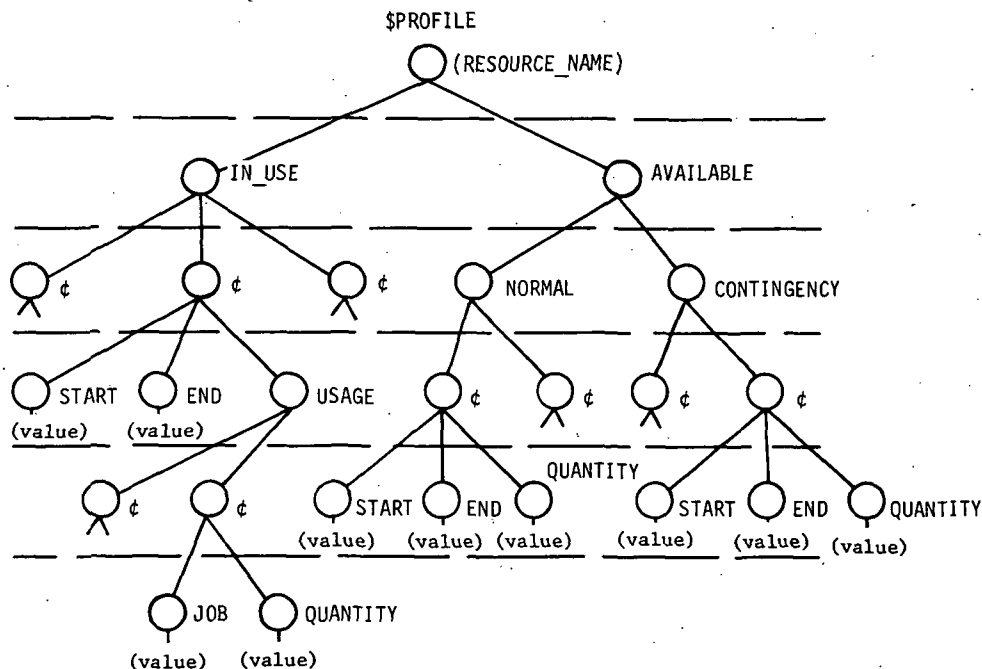 $PROFILE
(RESOURCE_NAME)
IN_USE
AVAILABLE
¢ ¢ ¢ NORMAL CONTINGENCY
START END USAGE ¢ ¢ ¢ ¢
(value) (value)
QUANTITY
¢ ¢ START END START END QUANTITY
(value) (value) (value) (value) (value) (value)
JOB QUANTITY
(value) (value)